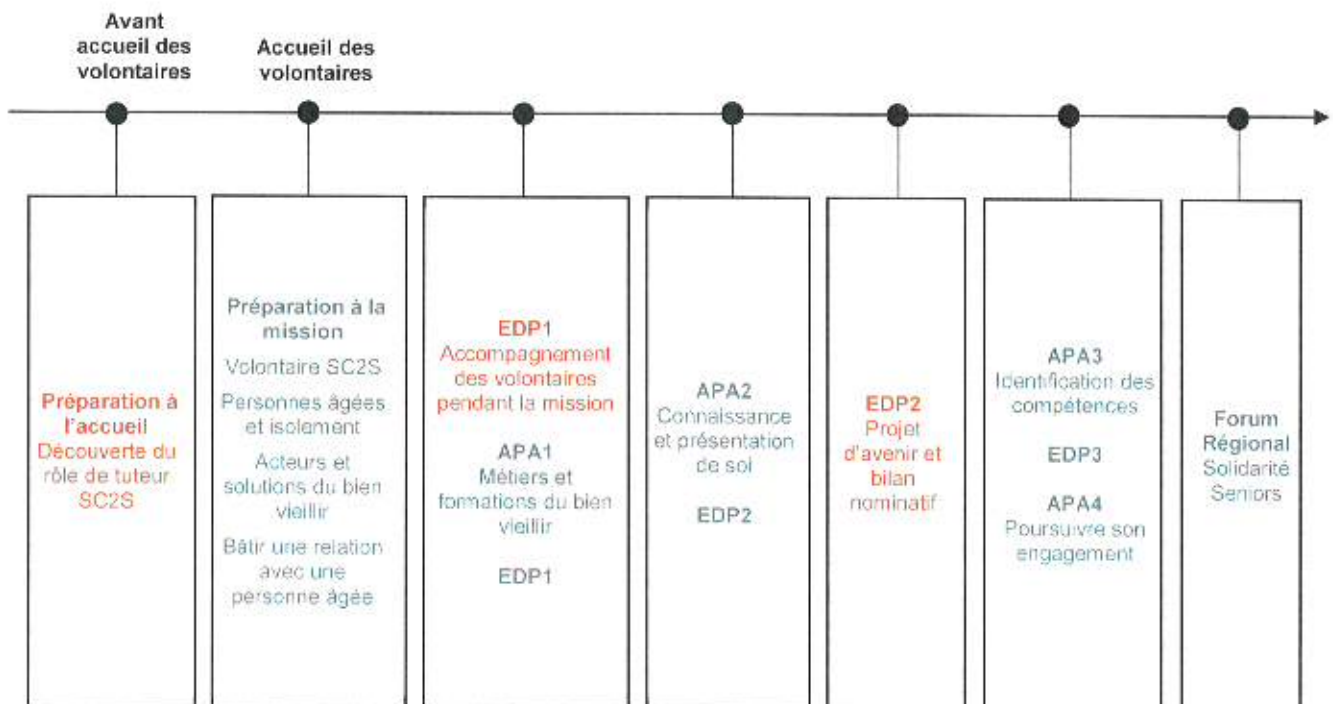 Avant
accueil des
volontaires
Accueil des
volontaires
Préparation à
l'accueil
Découverte du
rôle de tuteur
SC2S
Préparation à la
mission
Volontaire SC2S
Personnes âgées
et isolement
Acteurs et
solutions du bien
vieillir
Bâtir une relation
avec une
personne âgée
EDP1
Accompagnement
des volontaires
pendant la mission
APA1
Métiers et
formations du bien
vieillir
EDP1
APA2
Connaissance
et présentation
de soi
EDP2
EDP2
Projet
d'avenir et
bilan
nominatif
APA3
Identification des
compétences
EDP3
APA4
Poursuivre son
engagement
Forum
Régional
Solidarité
Seniors